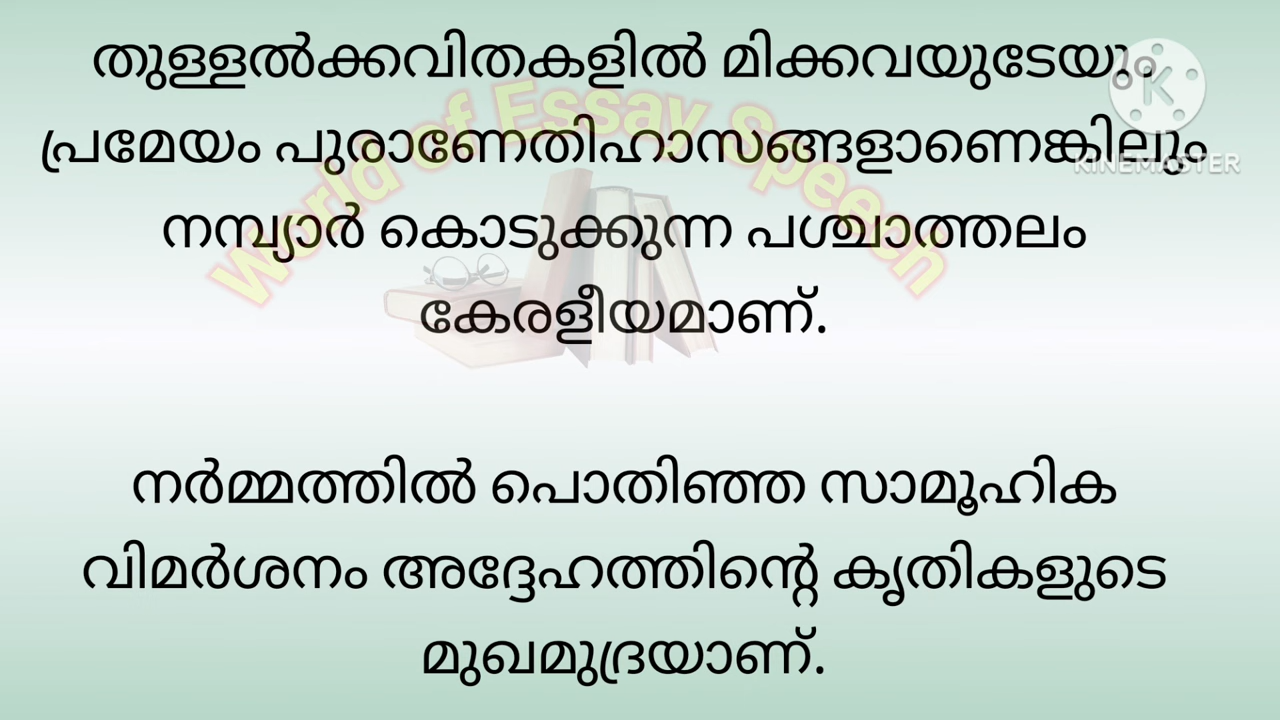 തുള്ളൽക്കവിതകളിൽ മിക്കവയുടേയും
പ്രമേയം പുരാണേതിഹാസങ്ങളാണെങ്കിലും
നമ്പ്യാർ കൊടുക്കുന്ന പശ്ചാത്തലം
കേരളീയമാണ്.
നർമ്മത്തിൽ പൊതിഞ്ഞ സാമൂഹിക
വിമർശനം അദ്ദേഹത്തിന്റെ കൃതികളുടെ
മുഖമുദ്രയാണ്.
World of Essay Speech
K
KINEMASTER